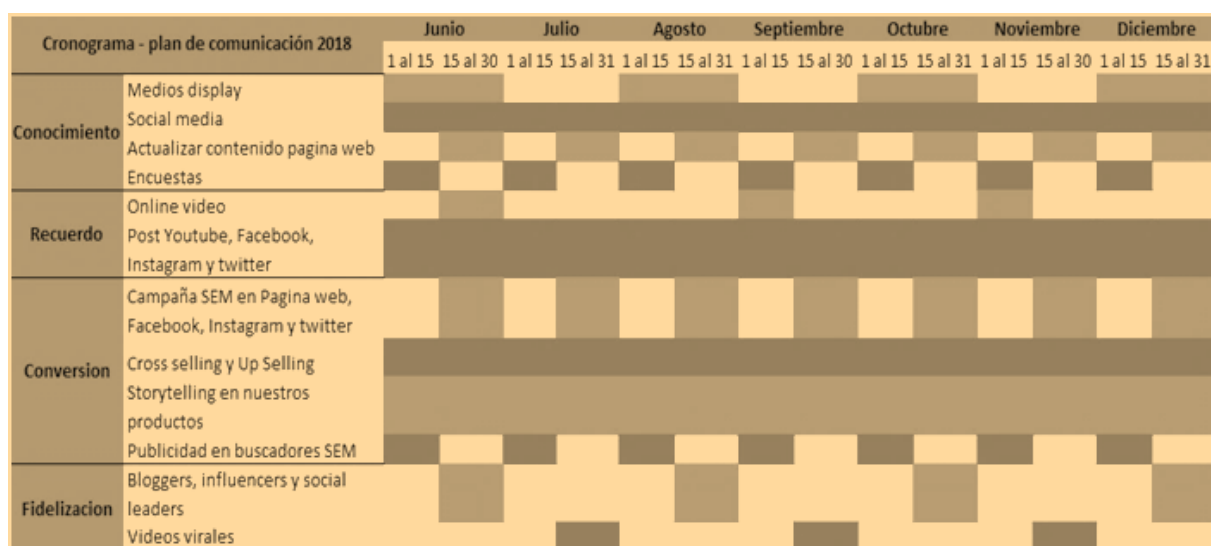 Cronograma - plan de comunicación 2018
Junio Julio Agosto Septiembre Octubre Noviembre Diciembre
1 al 15 15 al 30 1 al 15 15 al 31 1 al 15 15 al 31 1 al 15 15 al 30 1 al 15 15 al 31 1 al 15 15 al 30 1 al 15 15 al 31
Conocimiento
Medios display
Social media
Actualizar contenido pagina web
Encuestas
Recuerdo
Online video
Post Youtube, Facebook,
Instagram y twitter
Conversion
Campaña SEM en Pagina web,
Facebook, Instagram y twitter
Cross selling y Up Selling
Storytelling en nuestros
productos
Publicidad en buscadores SEM
Fidelizacion
Bloggers, influencers y social
leaders
Videos virales